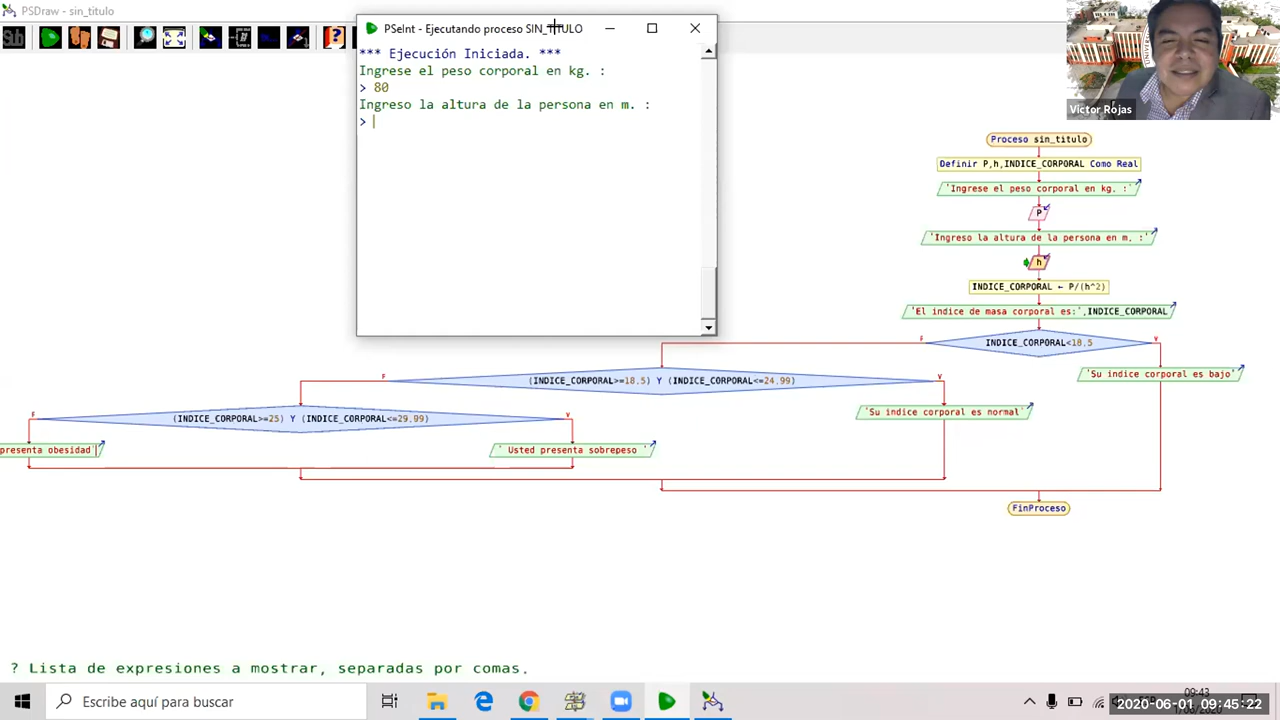 PSDraw - sin_titulo
PSeInt - Ejecutando proceso SIN_TITULO
*** Ejecución Iniciada. ***
Ingrese el peso corporal en kg. :
> 80
Ingreso la altura de la persona en m. :
>
Sub
Victor Rojas
Proceso sin_titulo
Definir P,h,INDICE_CORPORAL Como Real
'Ingrese el peso corporal en kg. :'
P
'Ingreso la altura de la persona en m. :'
h
INDICE_CORPORAL ← P/(h^2)
'El indice de masa corporal es:',INDICE_CORPORAL
F INDICE_CORPORAL<18.5 V
'Su indice corporal es bajo'
F (INDICE_CORPORAL>=18.5) Y (INDICE_CORPORAL<=24.99) V
'Su indice corporal es normal'
F (INDICE_CORPORAL>=25) Y (INDICE_CORPORAL<=29.99) V
presenta obesidad'
' Usted presenta sobrepeso '
FinProceso
? Lista de expresiones a mostrar, separadas por comas.
Escribe aquí para buscar
09:43
2020-06-01 09:45:22